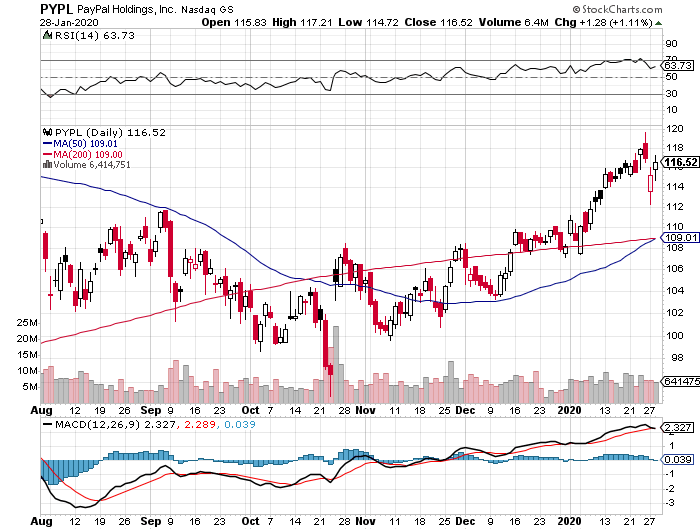 PYPL PayPal Holdings, Inc. Nasdaq GS
© StockCharts.com
28-Jan-2020
Open 115.83 High 117.21 Low 114.72 Close 116.52 Volume 6.4M Chg +1.28 (+1.11%)
RSI(14) 63.73
90
70
63.73
50
30
10
PYPL (Daily) 116.52
MA(50) 109.01
MA(200) 109.00
Volume 6,414,751
120
118
116.52
114
112
110
109.01
108
106
104
102
100
98
25M
20M
15M
10M
5M
641475
Aug 12 19 26 Sep 9 16 23 Oct 7 14 21 28 Nov 11 18 25 Dec 9 16 23 2020 13 21 27
MACD(12,26,9) 2.327, 2.289, 0.039
2.327
1
0.039
-1
-2
-3
Aug 12 19 26 Sep 9 16 23 Oct 7 14 21 28 Nov 11 18 25 Dec 9 16 23 2020 13 21 27